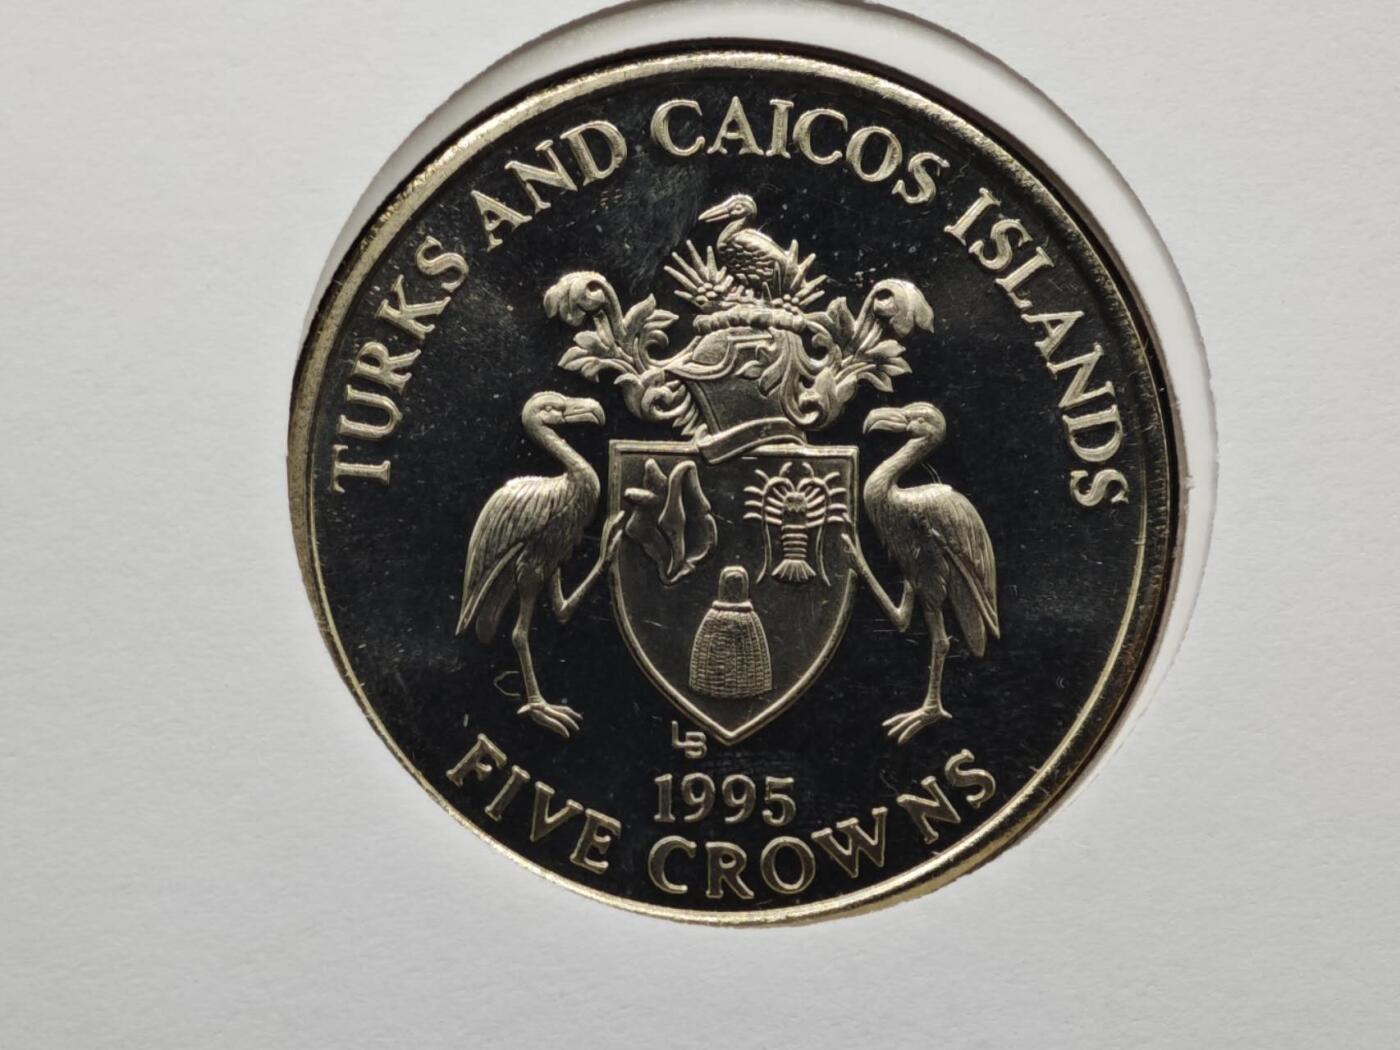 TURKS AND CAICOS ISLANDS
LB
1995
FIVE CROWNS